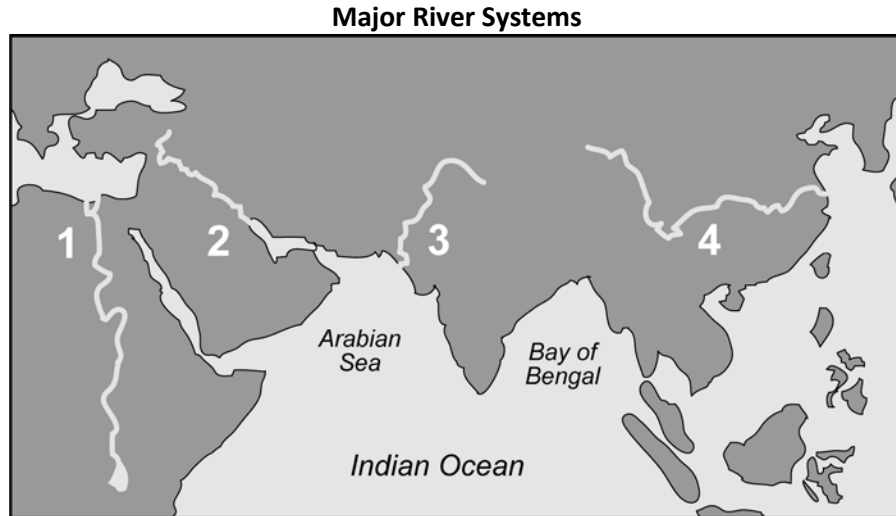 Major River Systems
1
2
3
4
Arabian
Sea
Bay of
Bengal
Indian Ocean